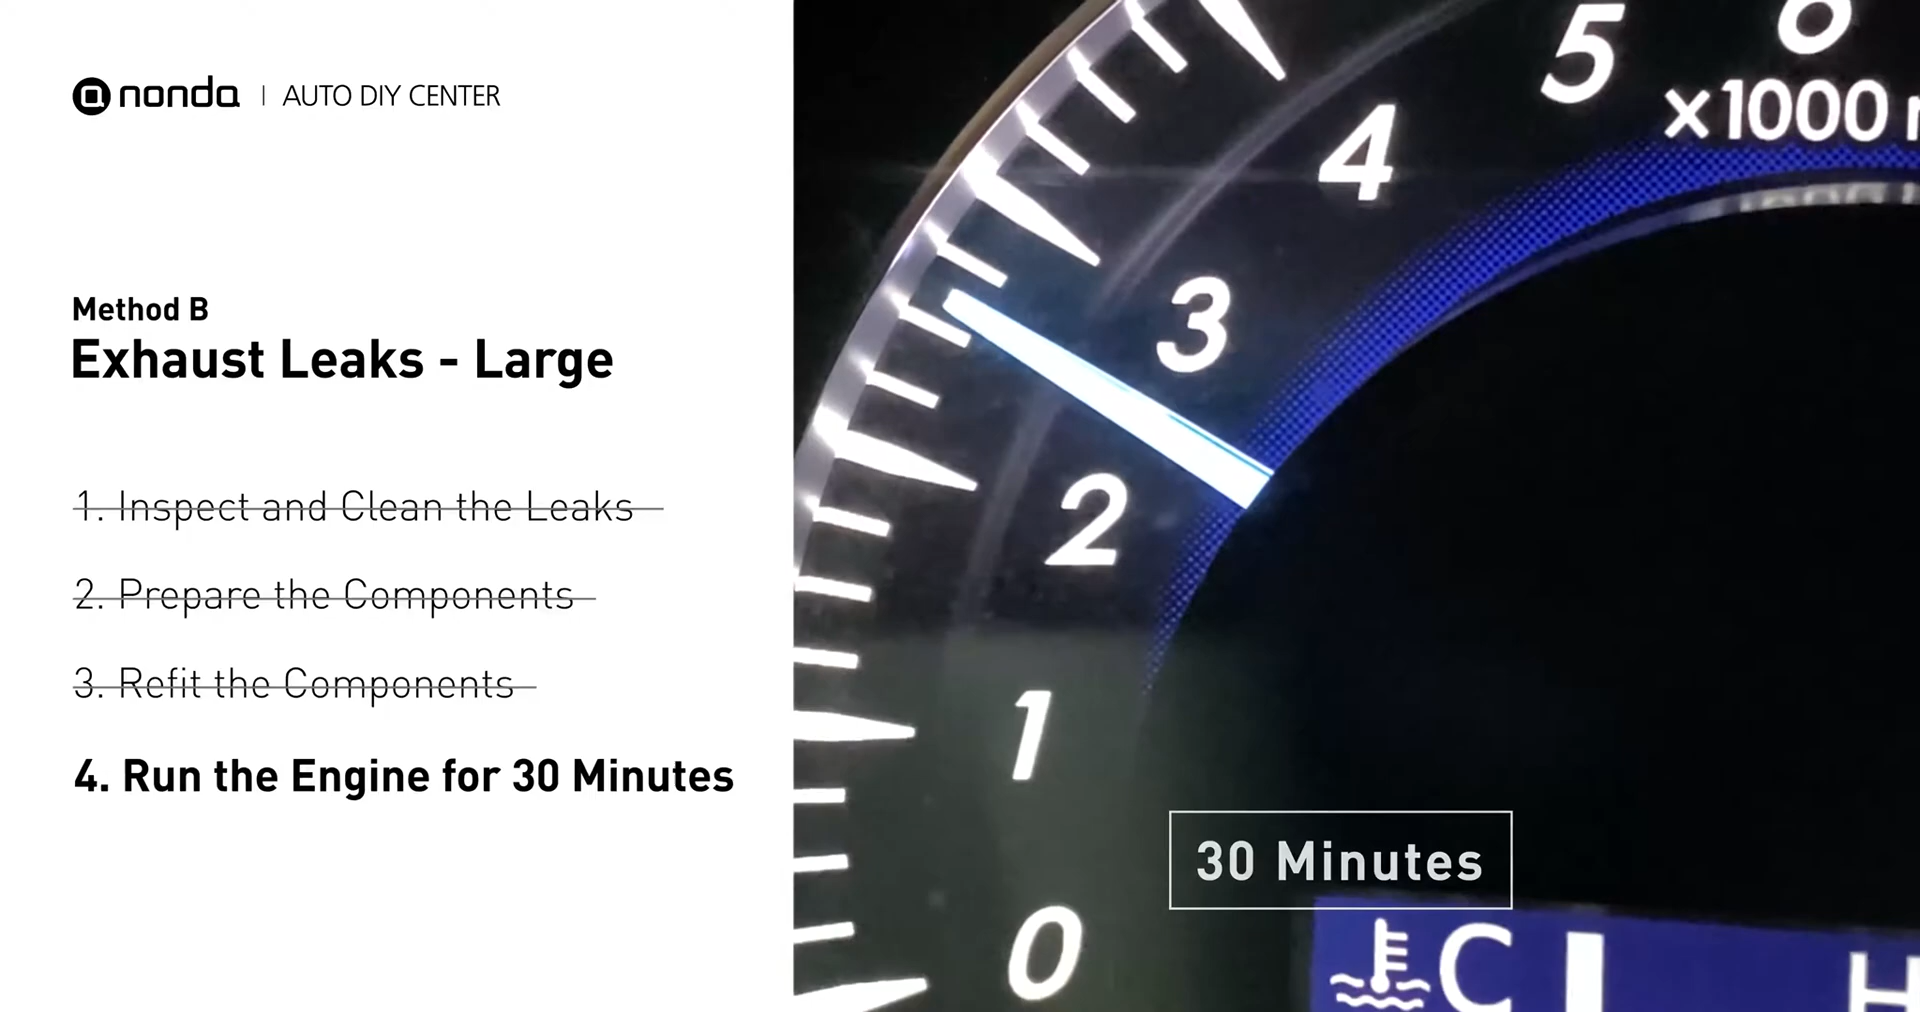 nonda | AUTO DIY CENTER
Method B
Exhaust Leaks - Large
1. Inspect and Clean the Leaks
2. Prepare the Components
3. Refit the Components
4. Run the Engine for 30 Minutes
5
6
x1000 r
4
3
2
1
0
30 Minutes
C
H